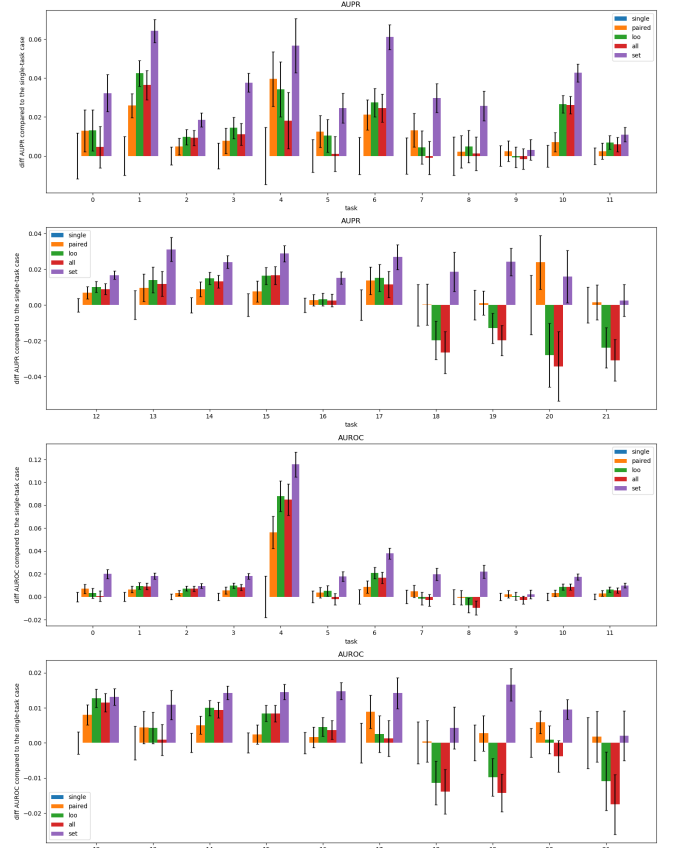 AUPR
diff AUPR compared to the single-task case
0.06
0.04
0.02
0.00
single
paired
loo
all
set
0 1 2 3 4 5 6 7 8 9 10 11
task
AUPR
diff AUPR compared to the single-task case
0.04
0.02
0.00
−0.02
−0.04
single
paired
loo
all
set
12 13 14 15 16 17 18 19 20 21
task
AUROC
diff AUROC compared to the single-task case
0.12
0.10
0.08
0.06
0.04
0.02
0.00
−0.02
single
paired
loo
all
set
0 1 2 3 4 5 6 7 8 9 10 11
task
AUROC
diff AUROC compared to the single-task case
0.02
0.01
0.00
−0.01
−0.02
single
paired
loo
all
set